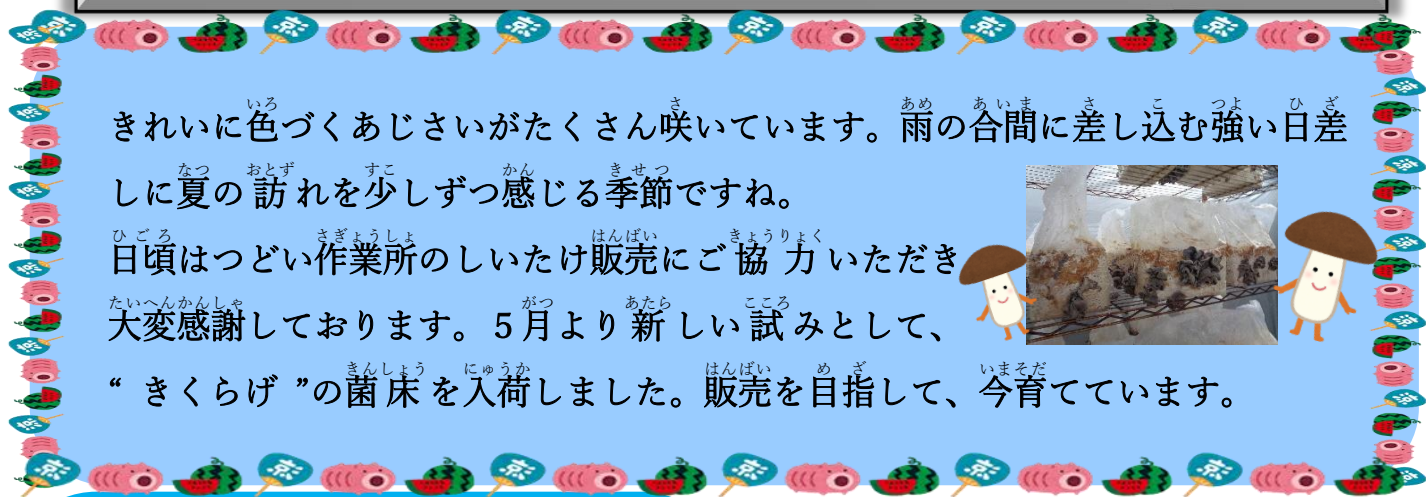 きれいに色づくあじさいがたくさん咲いています。雨の合間に差し込む強い日差
しに夏の訪れを少しずつ感じる季節ですね。
日頃はつどい作業所のしいたけ販売にご協力いただき
大変感謝しております。5月より新しい試みとして、
“きくらげ”の菌床を入荷しました。販売を目指して、今育てています。